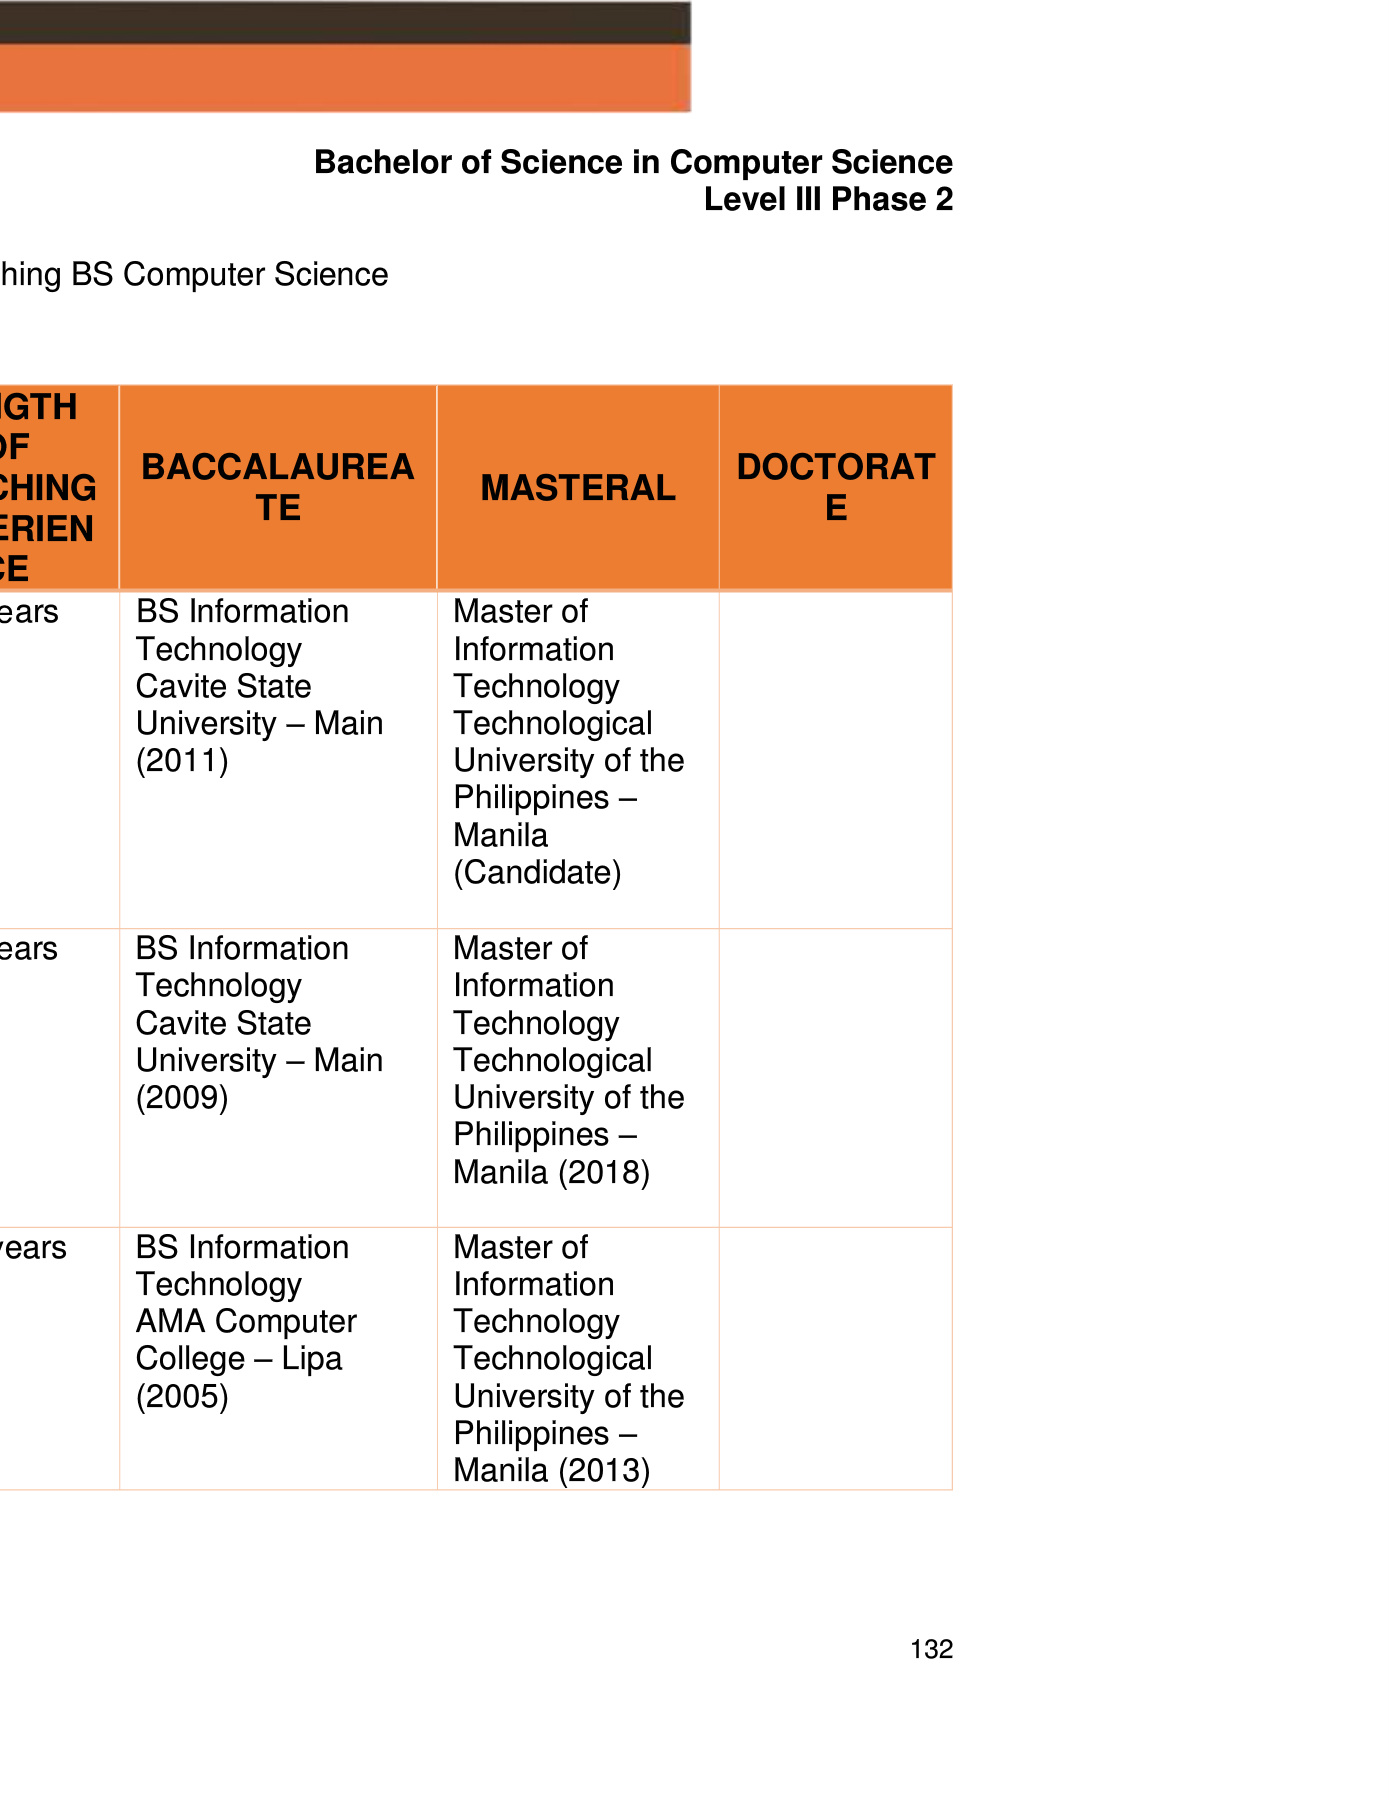 Bachelor of Science in Computer Science
Level III Phase 2
hing BS Computer Science
GTH
OF
CHING
ERIEN
CE
BACCALAUREA
TE
MASTERAL
DOCTORAT
E
ears
BS Information
Technology
Cavite State
University – Main
(2011)
Master of
Information
Technology
Technological
University of the
Philippines –
Manila
(Candidate)
ears
BS Information
Technology
Cavite State
University – Main
(2009)
Master of
Information
Technology
Technological
University of the
Philippines –
Manila (2018)
years
BS Information
Technology
AMA Computer
College – Lipa
(2005)
Master of
Information
Technology
Technological
University of the
Philippines –
Manila (2013)
132